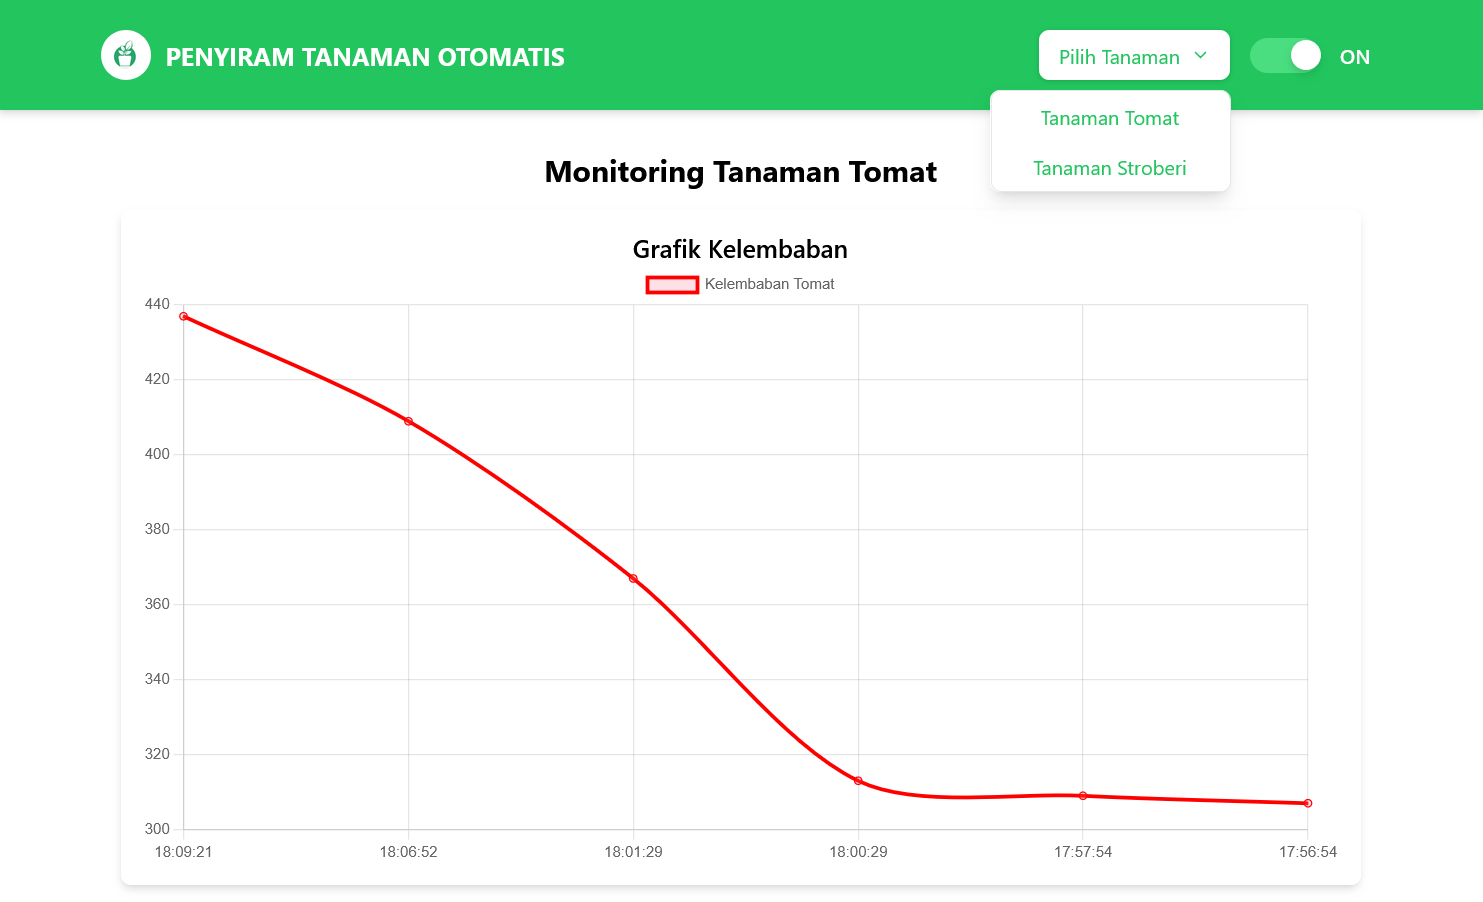 PENYIRAM TANAMAN OTOMATIS
Pilih Tanaman
ON
Tanaman Tomat
Tanaman Stroberi
Monitoring Tanaman Tomat
Grafik Kelembaban
Kelembaban Tomat
440
420
400
380
360
340
320
300
18:09:21 18:06:52 18:01:29 18:00:29 17:57:54 17:56:54